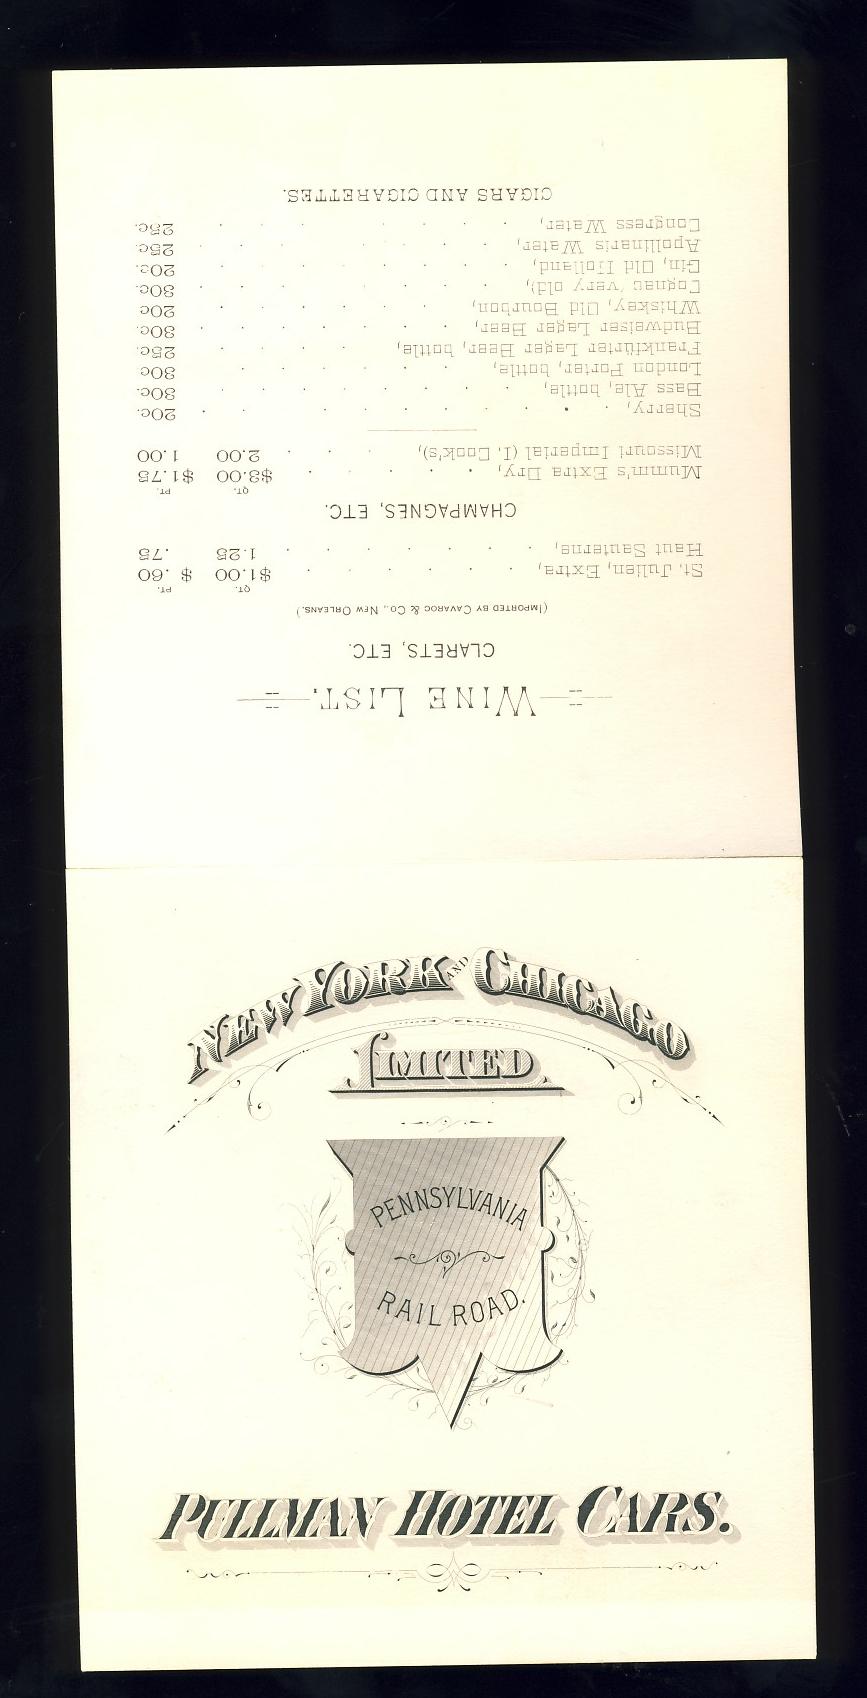 WINE LIST.
CLARETS, ETC.
(IMPORTED BY CAVAROC & CO., NEW ORLEANS.)
QT. PT.
St. Julien, Extra, . . . . . . . $1.00 $ .60
Haut Sauterne, . . . . . . . 1.25 .75
CHAMPAGNES, ETC.
QT. PT.
Mumm's Extra Dry, . . . . . $3.00 $1.75
Missouri Imperial (I. Cook's), . . . . 2.00 1.00
Sherry, . . . . . . . . . 20c.
Bass Ale, bottle, . . . . . . . . 30c.
London Porter, bottle, . . . . . . . 30c
Frankfürter Lager Beer, bottle, . . . . . 25c.
Budweiser Lager Beer, . . . . . . . 30c.
Whiskey, Old Bourbon, . . . . . . 20c
Cognac (very old), . . . . . . . 30c.
Gin, Old Holland, . . . . . . . 20c.
Apollinaris Water, . . . . . . . 25c.
Congress Water, . . . . . . . 25c.
CIGARS AND CIGARETTES.
NEW YORK AND CHICAGO
LIMITED.
PENNSYLVANIA
RAIL ROAD.
PULLMAN HOTEL CARS.